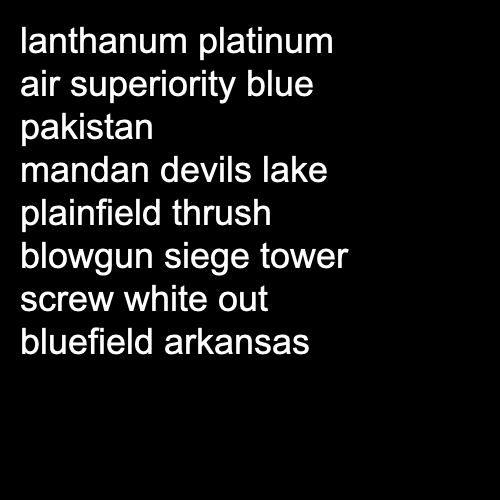 lanthanum platinum
air superiority blue
pakistan
mandan devils lake
plainfield thrush
blowgun siege tower
screw white out
bluefield arkansas